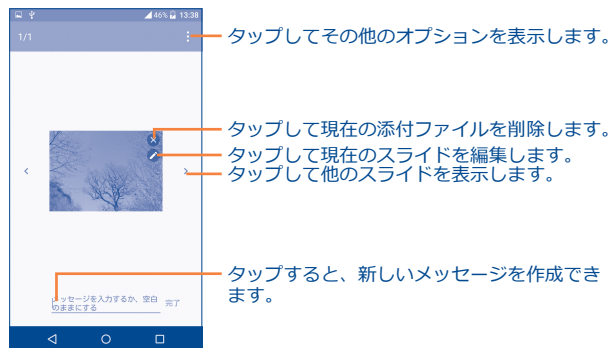 46% 13:38
1/1
タップしてその他のオプションを表示します。
タップして現在の添付ファイルを削除します。
タップして現在のスライドを編集します。
タップして他のスライドを表示します。
タップすると、新しいメッセージを作成でき
ます。
メッセージを入力するか、空白
のままにする
完了